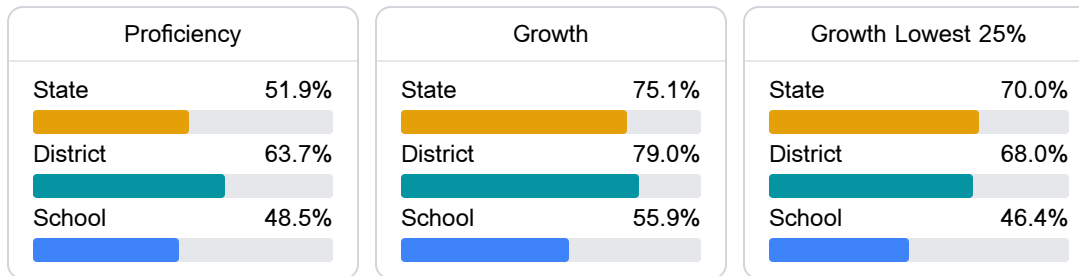 Proficiency
State 51.9%
District 63.7%
School 48.5%
Growth
State 75.1%
District 79.0%
School 55.9%
Growth Lowest 25%
State 70.0%
District 68.0%
School 46.4%